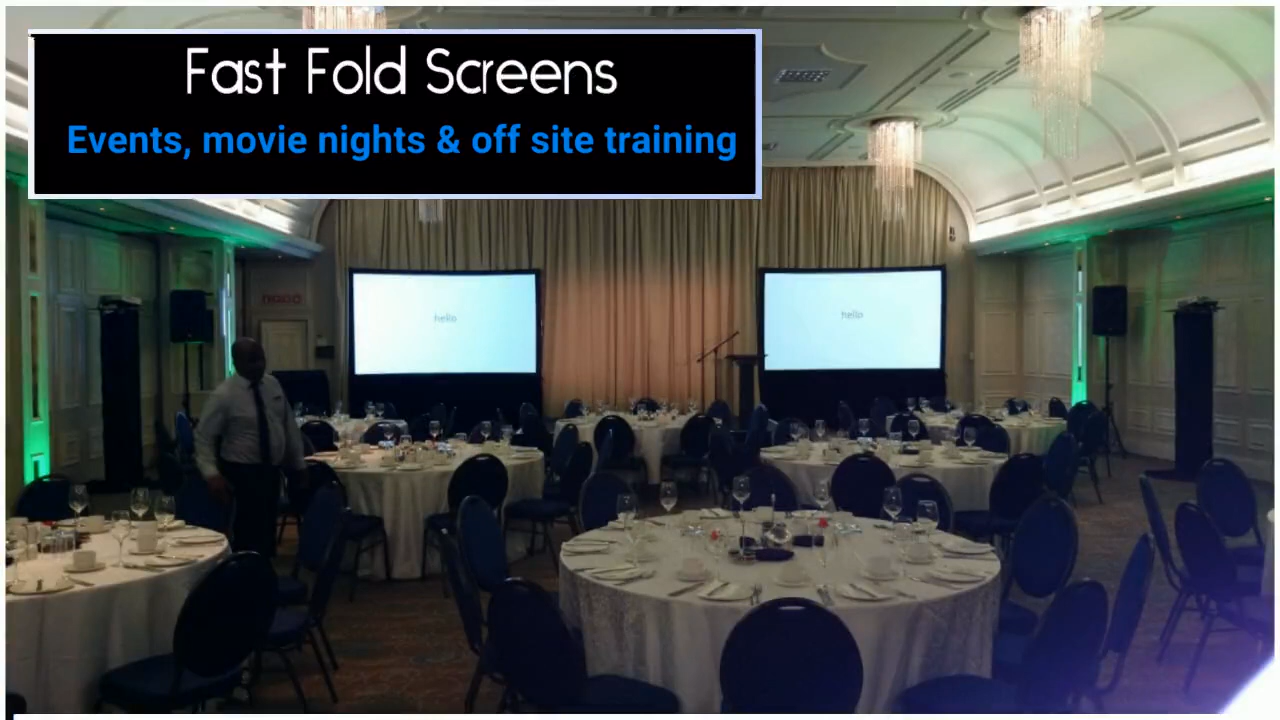 Fast Fold Screens
Events, movie nights & off site training
hello
hello